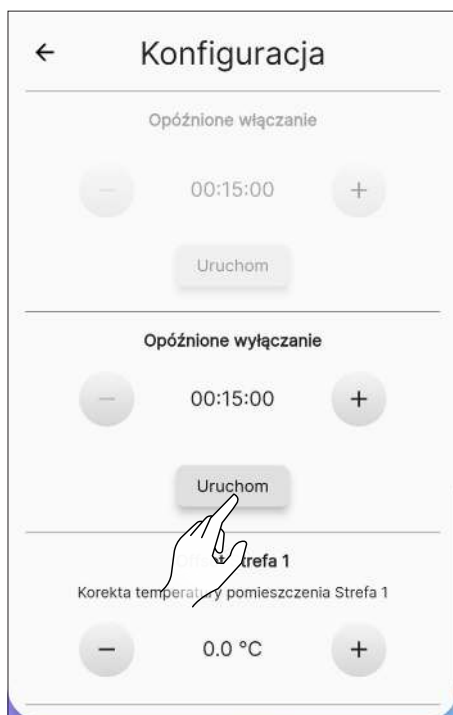 Konfiguracja
Opóźnione włączanie
00:15:00
Uruchom
Opóźnione wyłączanie
00:15:00
Uruchom
Strefa 1
Korekta temperatury pomieszczenia Strefa 1
0.0 °C